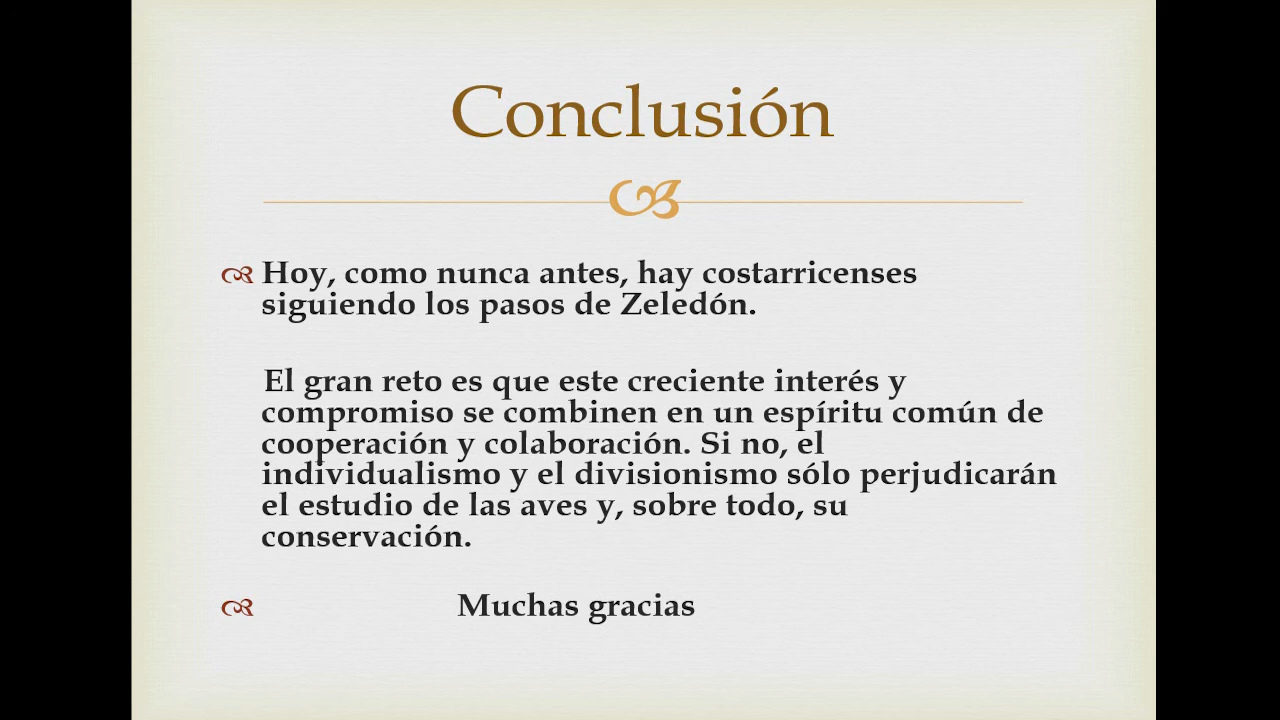 Conclusión
Hoy, como nunca antes, hay costarricenses
siguiendo los pasos de Zeledón.
El gran reto es que este creciente interés y
compromiso se combinen en un espíritu común de
cooperación y colaboración. Si no, el
individualismo y el divisionismo sólo perjudicarán
el estudio de las aves y, sobre todo, su
conservación.
Muchas gracias